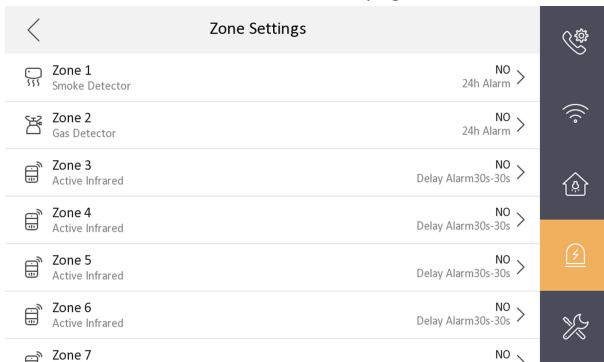 Zone Settings
Zone 1
NO
Smoke Detector
24h Alarm
Zone 2
NO
Gas Detector
24h Alarm
Zone 3
NO
Active Infrared
Delay Alarm30s-30s
Zone 4
NO
Active Infrared
Delay Alarm30s-30s
Zone 5
NO
Active Infrared
Delay Alarm30s-30s
Zone 6
NO
Active Infrared
Delay Alarm30s-30s
Zone 7
NO